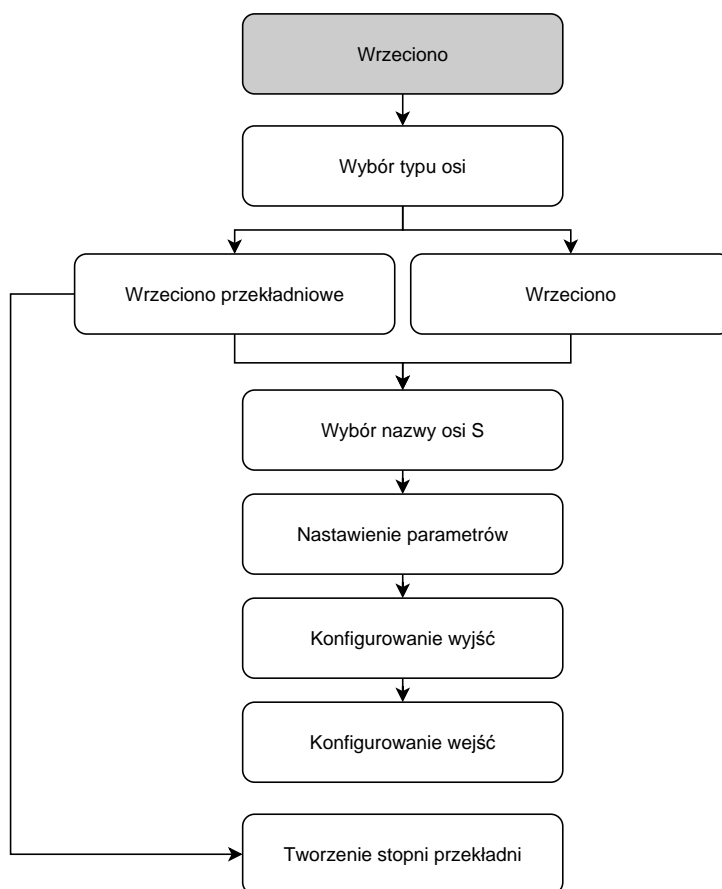 Wrzeciono
Wybór typu osi
Wrzeciono przekładniowe
Wrzeciono
Wybór nazwy osi S
Nastawienie parametrów
Konfigurowanie wyjść
Konfigurowanie wejść
Tworzenie stopni przekładni